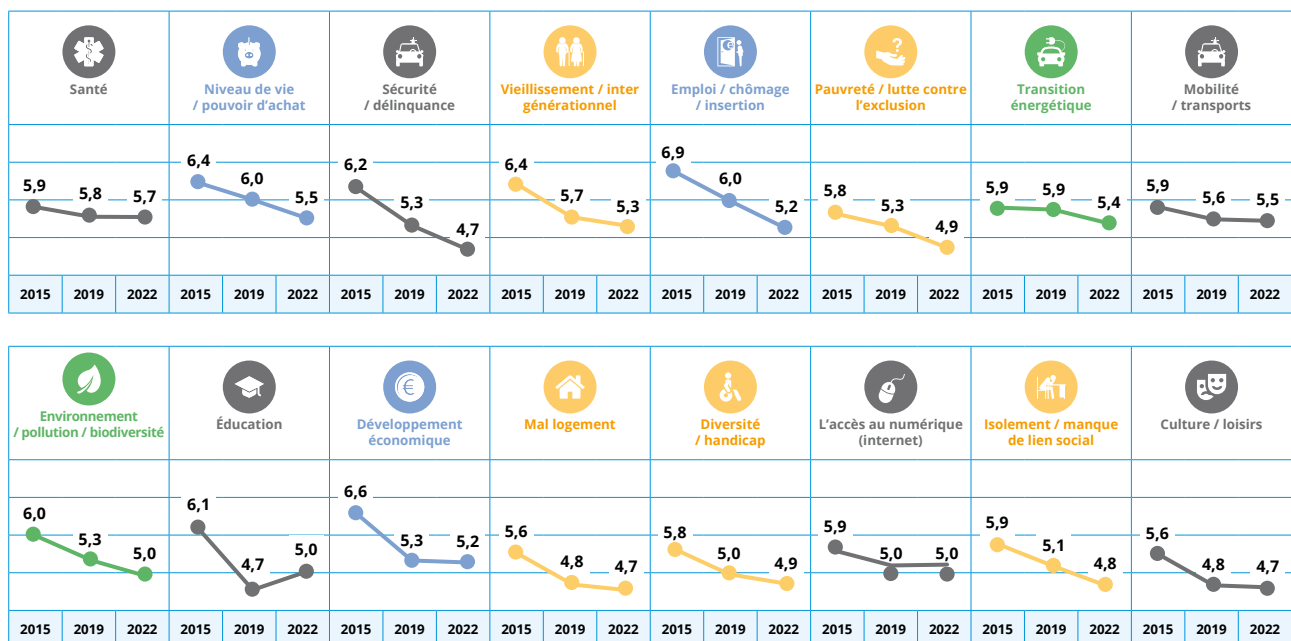 Santé
Niveau de vie
/ pouvoir d'achat
Sécurité
/ délinquance
Vieillissement / inter
générationnel
Emploi / chômage
/ insertion
Pauvreté / lutte contre
l'exclusion
Transition
énergétique
Mobilité
/ transports
5,9 5,8 5,7
6,4 6,0 5,5
6,2 5,3 4,7
6,4 5,7 5,3
6,9 6,0 5,2
5,8 5,3 4,9
5,9 5,9 5,4
5,9 5,6 5,5
2015 2019 2022 2015 2019 2022 2015 2019 2022 2015 2019 2022 2015 2019 2022 2015 2019 2022 2015 2019 2022 2015 2019 2022
Environnement
/ pollution / biodiversité
Éducation
€
Développement
économique
Mal logement
Diversité
/ handicap
L'accès au numérique
(internet)
Isolement / manque
de lien social
Culture / loisirs
6,0 5,3 5,0
6,1 4,7 5,0
6,6 5,3 5,2
5,6 4,8 4,7
5,8 5,0 4,9
5,9 5,0 5,0
5,9 5,1 4,8
5,6 4,8 4,7
2015 2019 2022 2015 2019 2022 2015 2019 2022 2015 2019 2022 2015 2019 2022 2015 2019 2022 2015 2019 2022 2015 2019 2022